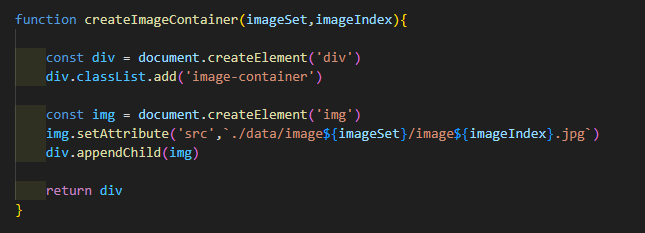 function createImageContainer(imageSet,imageIndex){
const div = document.createElement('div')
div.classList.add('image-container')
const img = document.createElement('img')
img.setAttribute('src',`./data/image${imageSet}/image${imageIndex}.jpg`)
div.appendChild(img)
return div
}